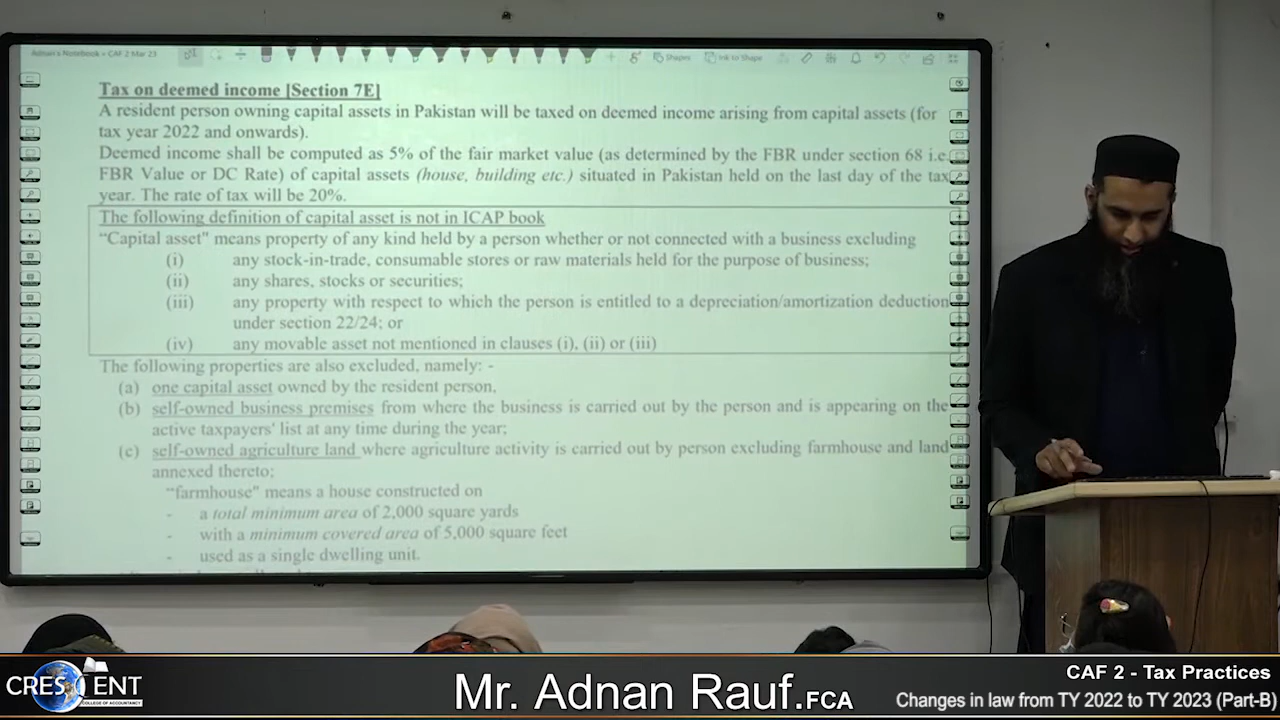 Adnan's Notebook » CAF 2 Mar 23
Shapes
Ink to Shape
Tax on deemed income [Section 7E]
A resident person owning capital assets in Pakistan will be taxed on deemed income arising from capital assets (for
tax year 2022 and onwards).
Deemed income shall be computed as 5% of the fair market value (as determined by the FBR under section 68 i.e.
FBR Value or DC Rate) of capital assets (house, building etc.) situated in Pakistan held on the last day of the tax
year. The rate of tax will be 20%.
The following definition of capital asset is not in ICAP book
“Capital asset” means property of any kind held by a person whether or not connected with a business excluding
(i) any stock-in-trade, consumable stores or raw materials held for the purpose of business;
(ii) any shares, stocks or securities;
(iii) any property with respect to which the person is entitled to a depreciation/amortization deduction
under section 22/24; or
(iv) any movable asset not mentioned in clauses (i), (ii) or (iii)
The following properties are also excluded, namely: -
(a) one capital asset owned by the resident person,
(b) self-owned business premises from where the business is carried out by the person and is appearing on the
active taxpayers' list at any time during the year;
(c) self-owned agriculture land where agriculture activity is carried out by person excluding farmhouse and land
annexed thereto;
“farmhouse” means a house constructed on
- a total minimum area of 2,000 square yards
- with a minimum covered area of 5,000 square feet
- used as a single dwelling unit.
CRESCENT
COLLEGE OF ACCOUNTANCY
Mr. Adnan Rauf.FCA
CAF 2 - Tax Practices
Changes in law from TY 2022 to TY 2023 (Part-B)